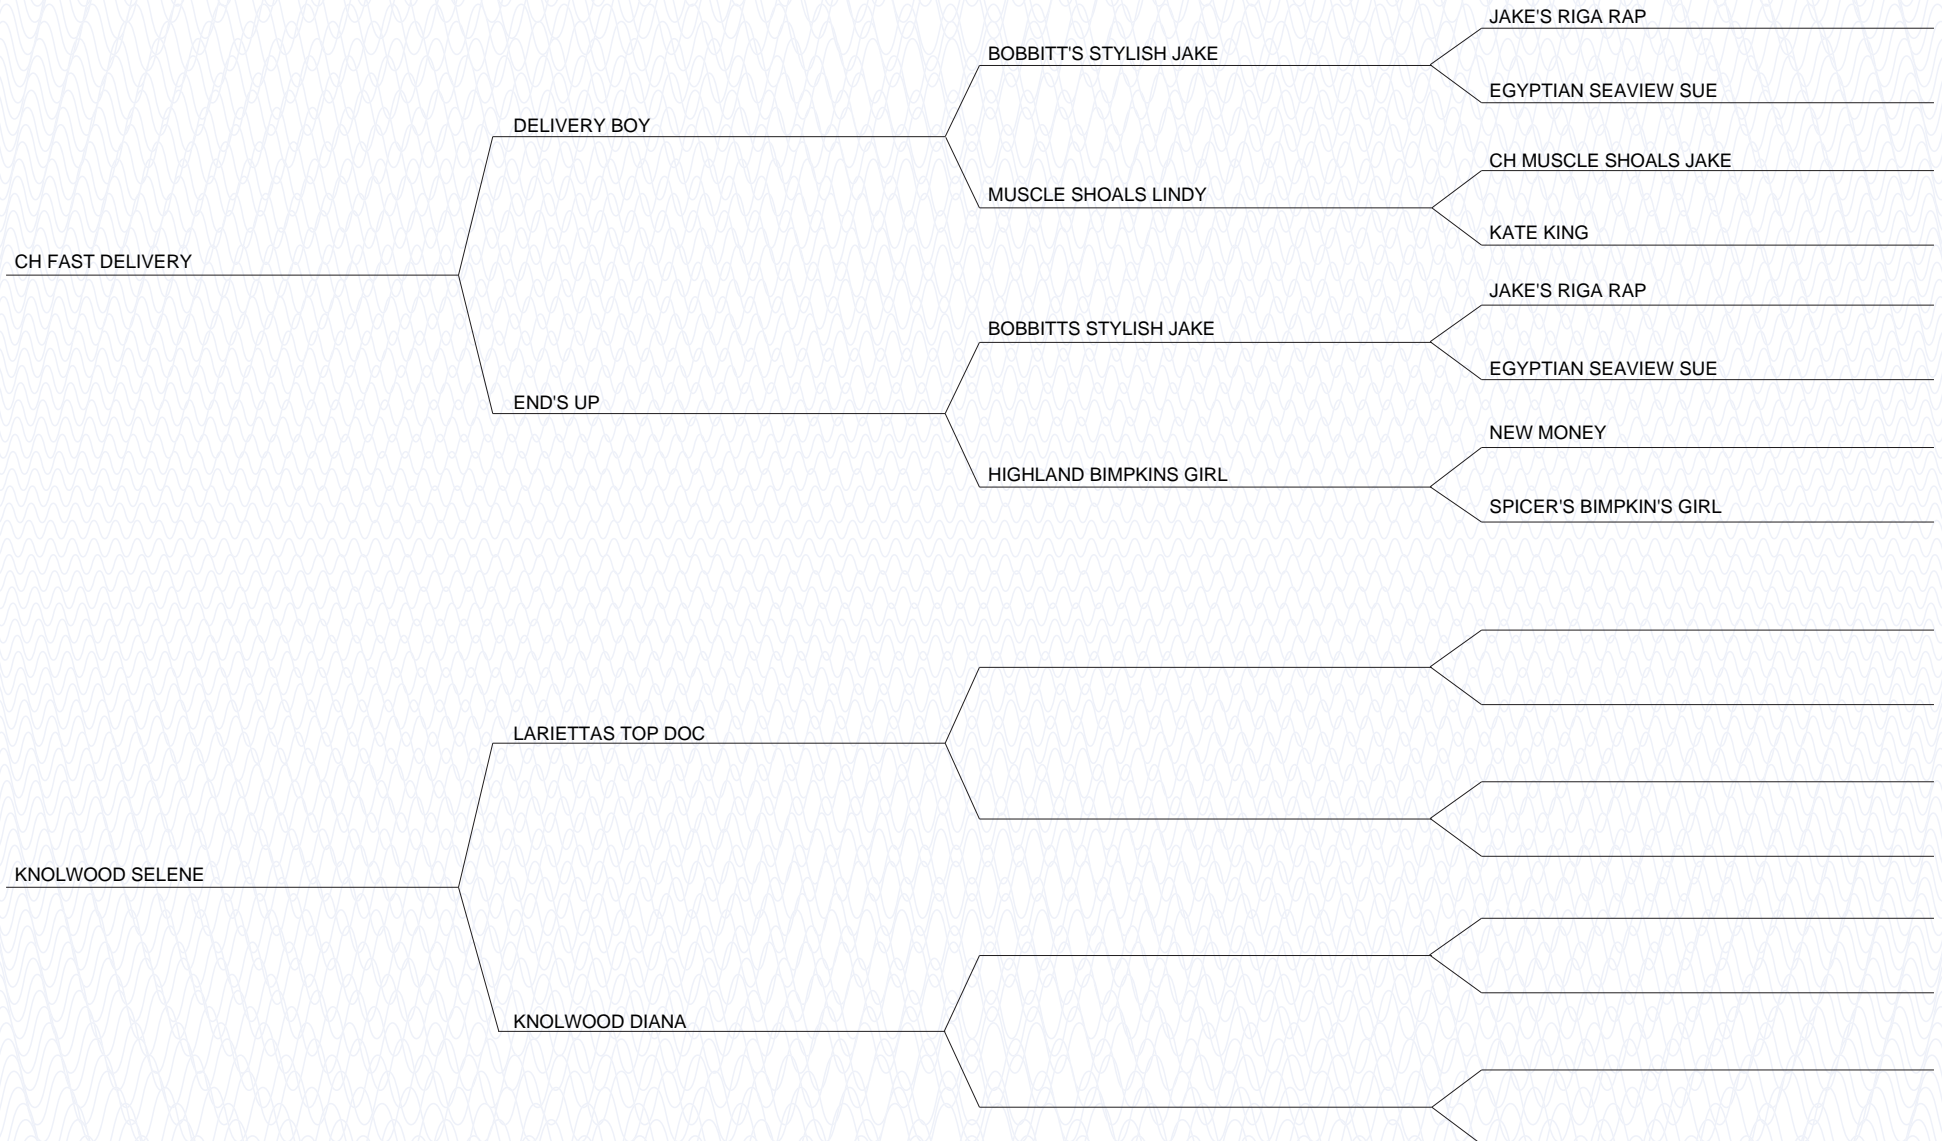 JAKE'S RIGA RAP
BOBBITT'S STYLISH JAKE
EGYPTIAN SEAVIEW SUE
DELIVERY BOY
CH MUSCLE SHOALS JAKE
MUSCLE SHOALS LINDY
KATE KING
CH FAST DELIVERY
JAKE'S RIGA RAP
BOBBITTS STYLISH JAKE
EGYPTIAN SEAVIEW SUE
END'S UP
NEW MONEY
HIGHLAND BIMPKINS GIRL
SPICER'S BIMPKIN'S GIRL
LARIETTAS TOP DOC
KNOLWOOD SELENE
KNOLWOOD DIANA